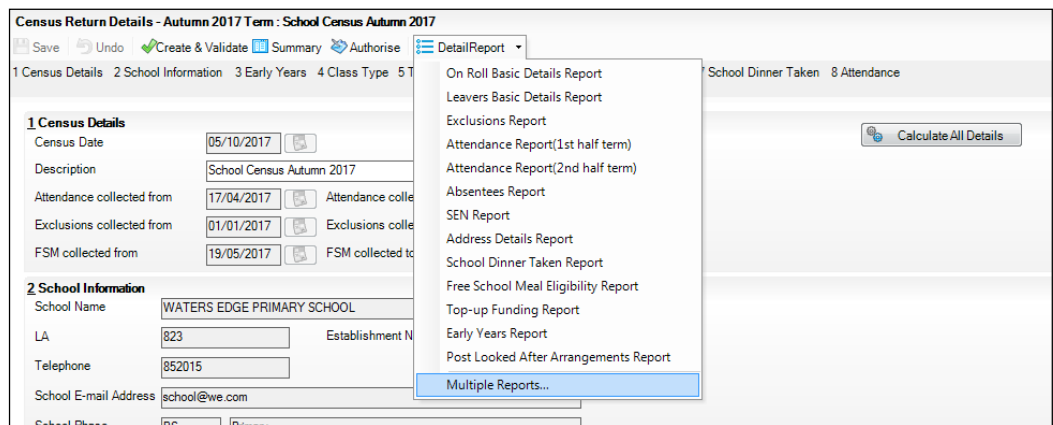 Census Return Details - Autumn 2017 Term : School Census Autumn 2017
Save Undo Create & Validate Summary Authorise DetailReport
1 Census Details 2 School Information 3 Early Years 4 Class Type 5 T School Dinner Taken 8 Attendance
On Roll Basic Details Report
Leavers Basic Details Report
Exclusions Report
Attendance Report(1st half term)
Attendance Report(2nd half term)
Absentees Report
SEN Report
Address Details Report
School Dinner Taken Report
Free School Meal Eligibility Report
Top-up Funding Report
Early Years Report
Post Looked After Arrangements Report
Multiple Reports...
1 Census Details
Calculate All Details
Census Date 05/10/2017
Description School Census Autumn 2017
Attendance collected from 17/04/2017 Attendance colle
Exclusions collected from 01/01/2017 Exclusions colle
FSM collected from 19/05/2017 FSM collected to
2 School Information
School Name WATERS EDGE PRIMARY SCHOOL
LA 823 Establishment N
Telephone 852015
School E-mail Address school@we.com